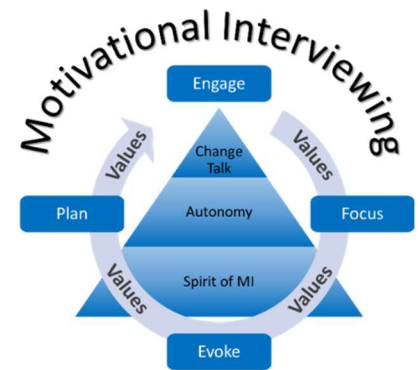 Motivational Interviewing
Engage
Values
Values
Change
Talk
Plan
Autonomy
Focus
Spirit of MI
Values
Values
Evoke